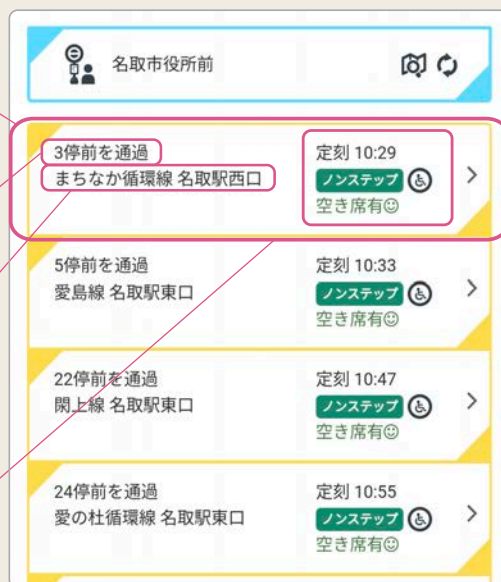 名取市役所前
3停前を通過
まちなか循環線 名取駅西口
定刻 10:29
ノンステップ
空き席有
5停前を通過
愛島線 名取駅東口
定刻 10:33
ノンステップ
空き席有
22停前を通過
閖上線 名取駅東口
定刻 10:47
ノンステップ
空き席有
24停前を通過
愛の杜循環線 名取駅東口
定刻 10:55
ノンステップ
空き席有